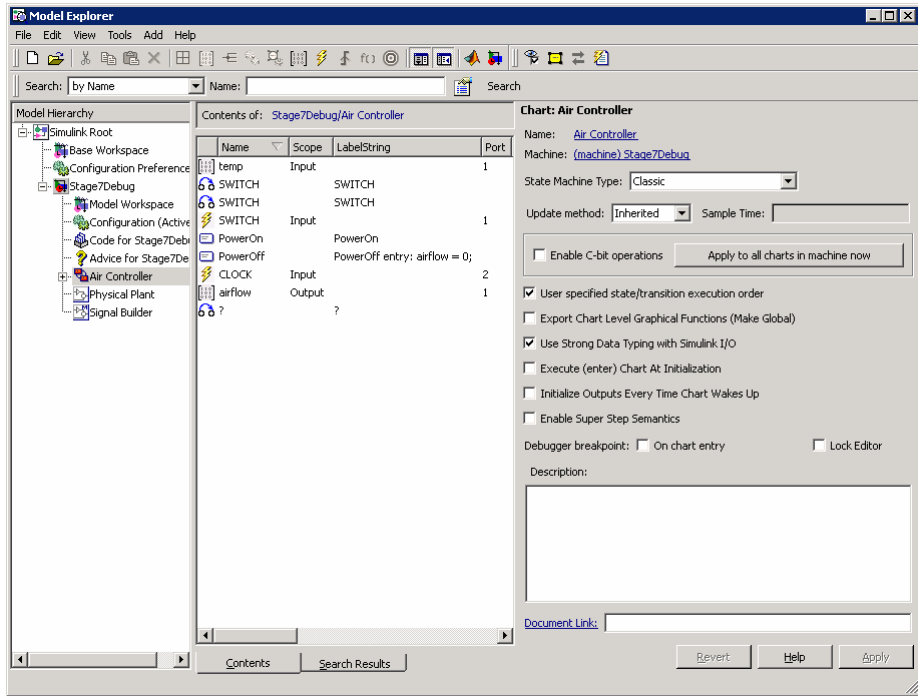 Model Explorer
File Edit View Tools Add Help
Search: by Name Name: Search
Model Hierarchy
Simulink Root
Base Workspace
Configuration Preference
Stage7Debug
Model Workspace
Configuration (Active
Code for Stage7Deb
Advice for Stage7De
Air Controller
Physical Plant
Signal Builder
Contents of: Stage7Debug/Air Controller
Name Scope LabelString Port
temp Input 1
SWITCH SWITCH
SWITCH SWITCH
SWITCH Input 1
PowerOn PowerOn
PowerOff PowerOff entry: airflow = 0;
CLOCK Input 2
airflow Output 1
? ?
Contents Search Results
Chart: Air Controller
Name: Air Controller
Machine: (machine) Stage7Debug
State Machine Type: Classic
Update method: Inherited Sample Time:
Enable C-bit operations Apply to all charts in machine now
User specified state/transition execution order
Export Chart Level Graphical Functions (Make Global)
Use Strong Data Typing with Simulink I/O
Execute (enter) Chart At Initialization
Initialize Outputs Every Time Chart Wakes Up
Enable Super Step Semantics
Debugger breakpoint: On chart entry Lock Editor
Description:
Document Link:
Revert Help Apply